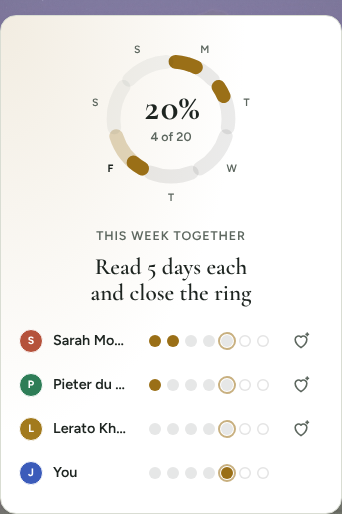 S
M
S
T
20%
4 of 20
F
W
T
THIS WEEK TOGETHER
Read 5 days each
and close the ring
S Sarah Mo...
P Pieter du ...
L Lerato Kh...
J You